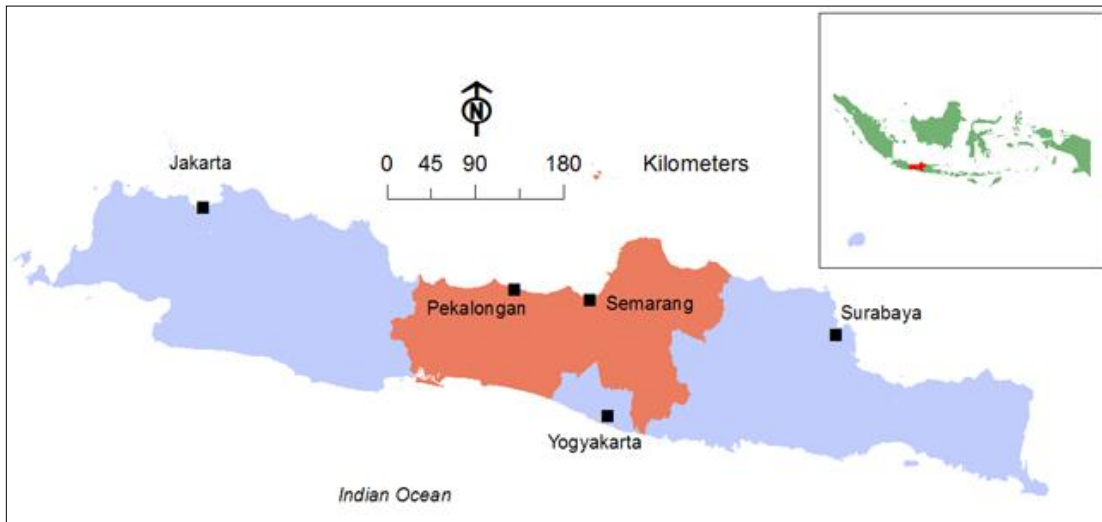 N
Jakarta
0 45 90 180 Kilometers
Pekalongan
Semarang
Surabaya
Yogyakarta
Indian Ocean